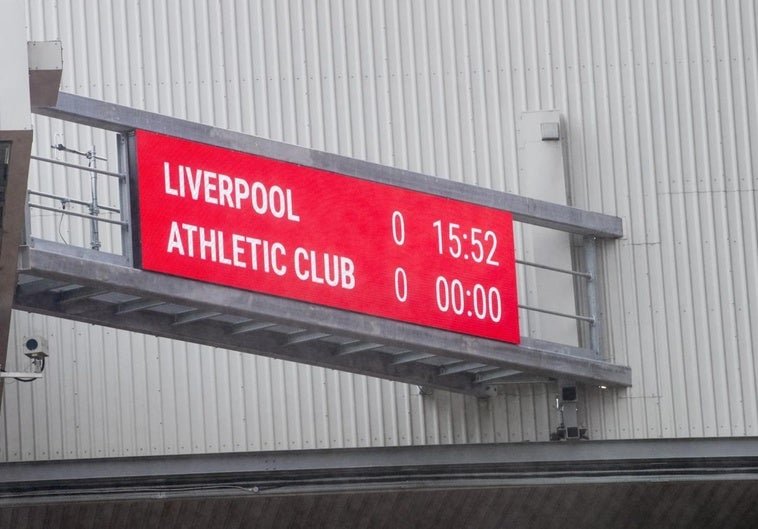 LIVERPOOL 0 15:52
ATHLETIC CLUB 0 00:00